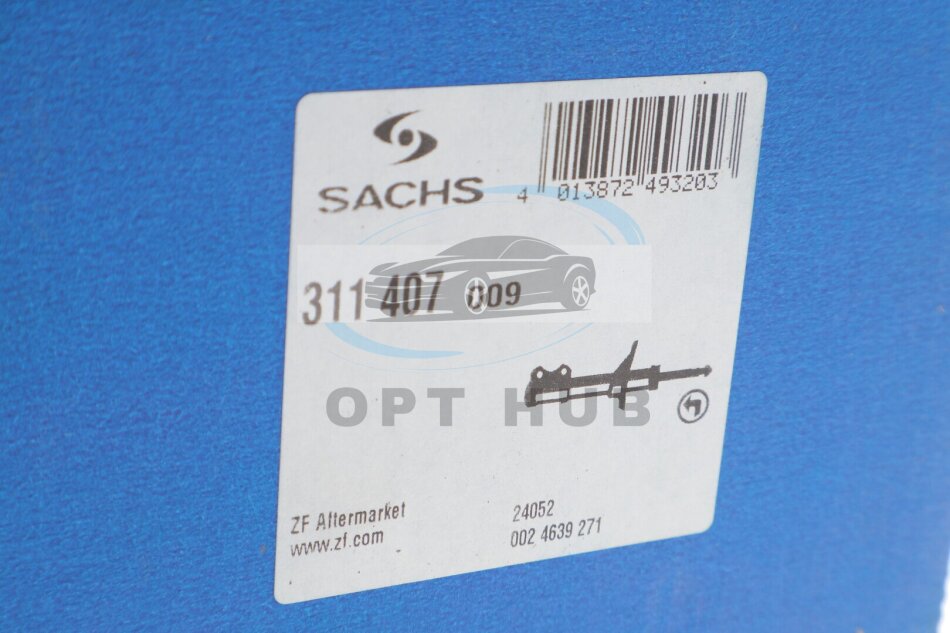 SACHS
4 013872 493203
311 407 009
OPT HUB
ZF Aftermarket
www.zf.com
24052
002 4639 271